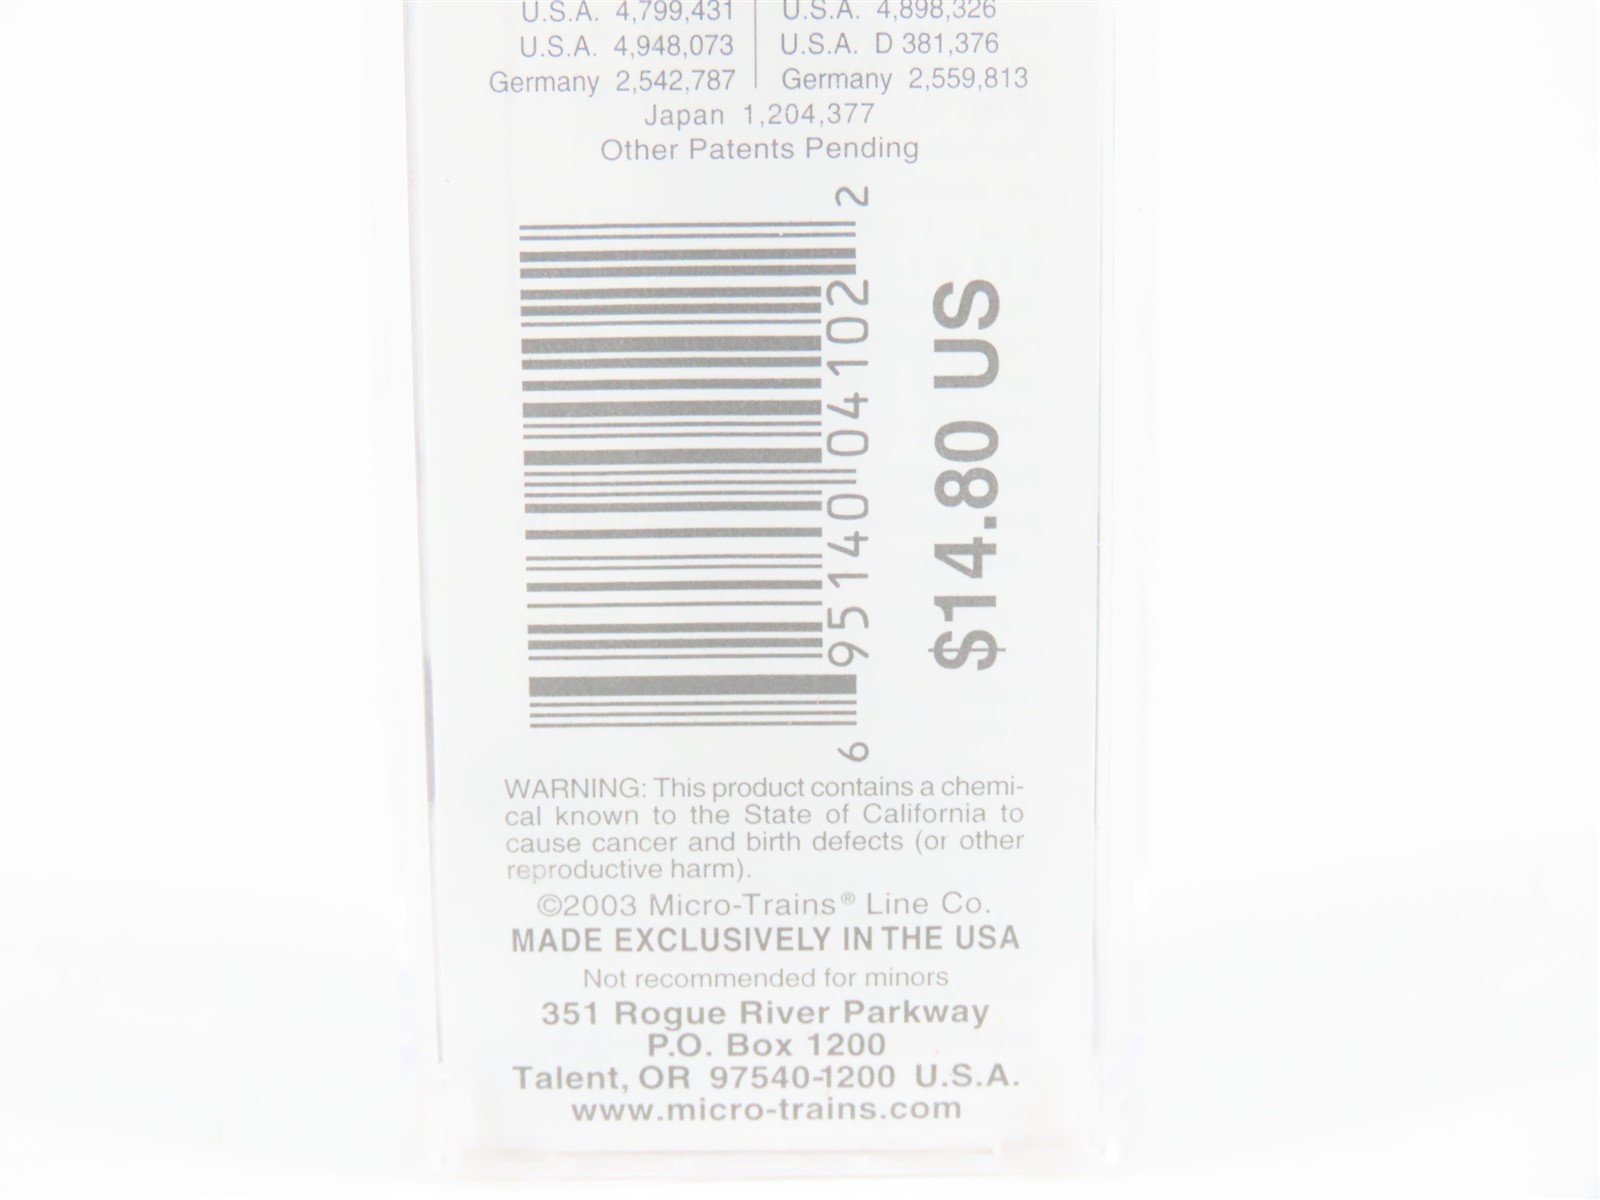 U.S.A. 4,799,431 U.S.A. 4,898,326
U.S.A. 4,948,073 U.S.A. D 381,376
Germany 2,542,787 Germany 2,559,813
Japan 1,204,377
Other Patents Pending
6 95140 04102 2
$14.80 US
WARNING: This product contains a chemi-
cal known to the State of California to
cause cancer and birth defects (or other
reproductive harm).
©2003 Micro-Trains® Line Co.
MADE EXCLUSIVELY IN THE USA
Not recommended for minors
351 Rogue River Parkway
P.O. Box 1200
Talent, OR 97540-1200 U.S.A.
www.micro-trains.com